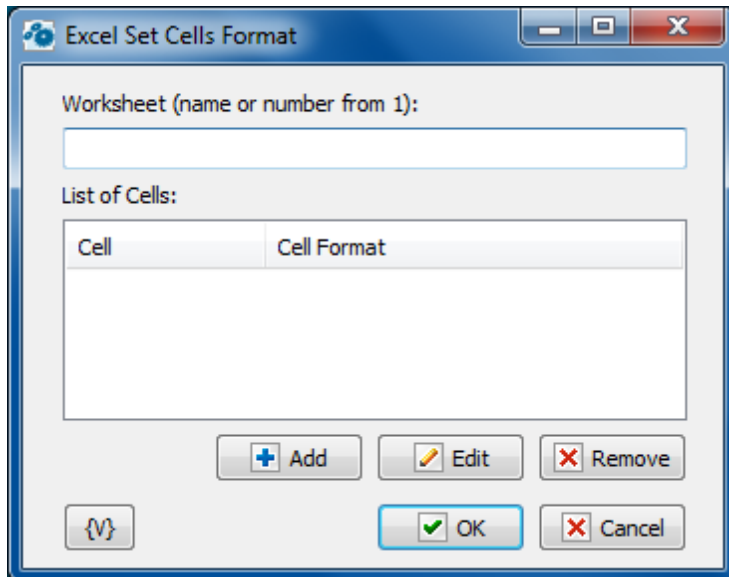 Excel Set Cells Format
Worksheet (name or number from 1):
List of Cells:
Cell Cell Format
Add Edit Remove
{V} OK Cancel